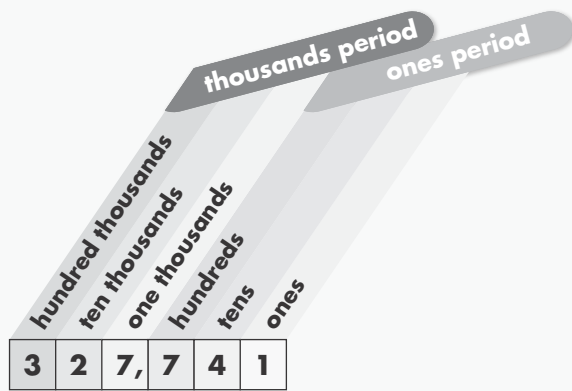 thousands period
ones period
hundred thousands
ten thousands
one thousands
hundreds
tens
ones
3 2 7, 7 4 1